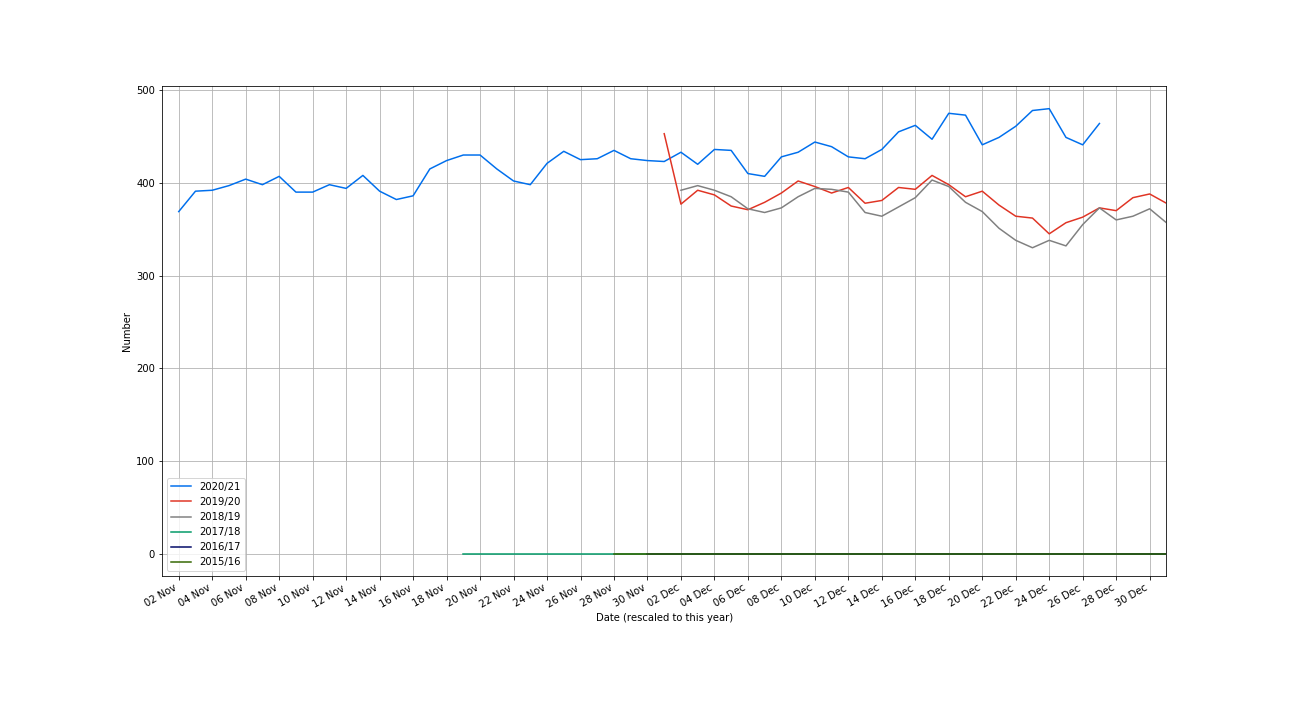 500
400
300
200
100
0
Number
2020/21
2019/20
2018/19
2017/18
2016/17
2015/16
02 Nov
04 Nov
06 Nov
08 Nov
10 Nov
12 Nov
14 Nov
16 Nov
18 Nov
20 Nov
22 Nov
24 Nov
26 Nov
28 Nov
30 Nov
02 Dec
04 Dec
06 Dec
08 Dec
10 Dec
12 Dec
14 Dec
16 Dec
18 Dec
20 Dec
22 Dec
24 Dec
26 Dec
28 Dec
30 Dec
Date (rescaled to this year)